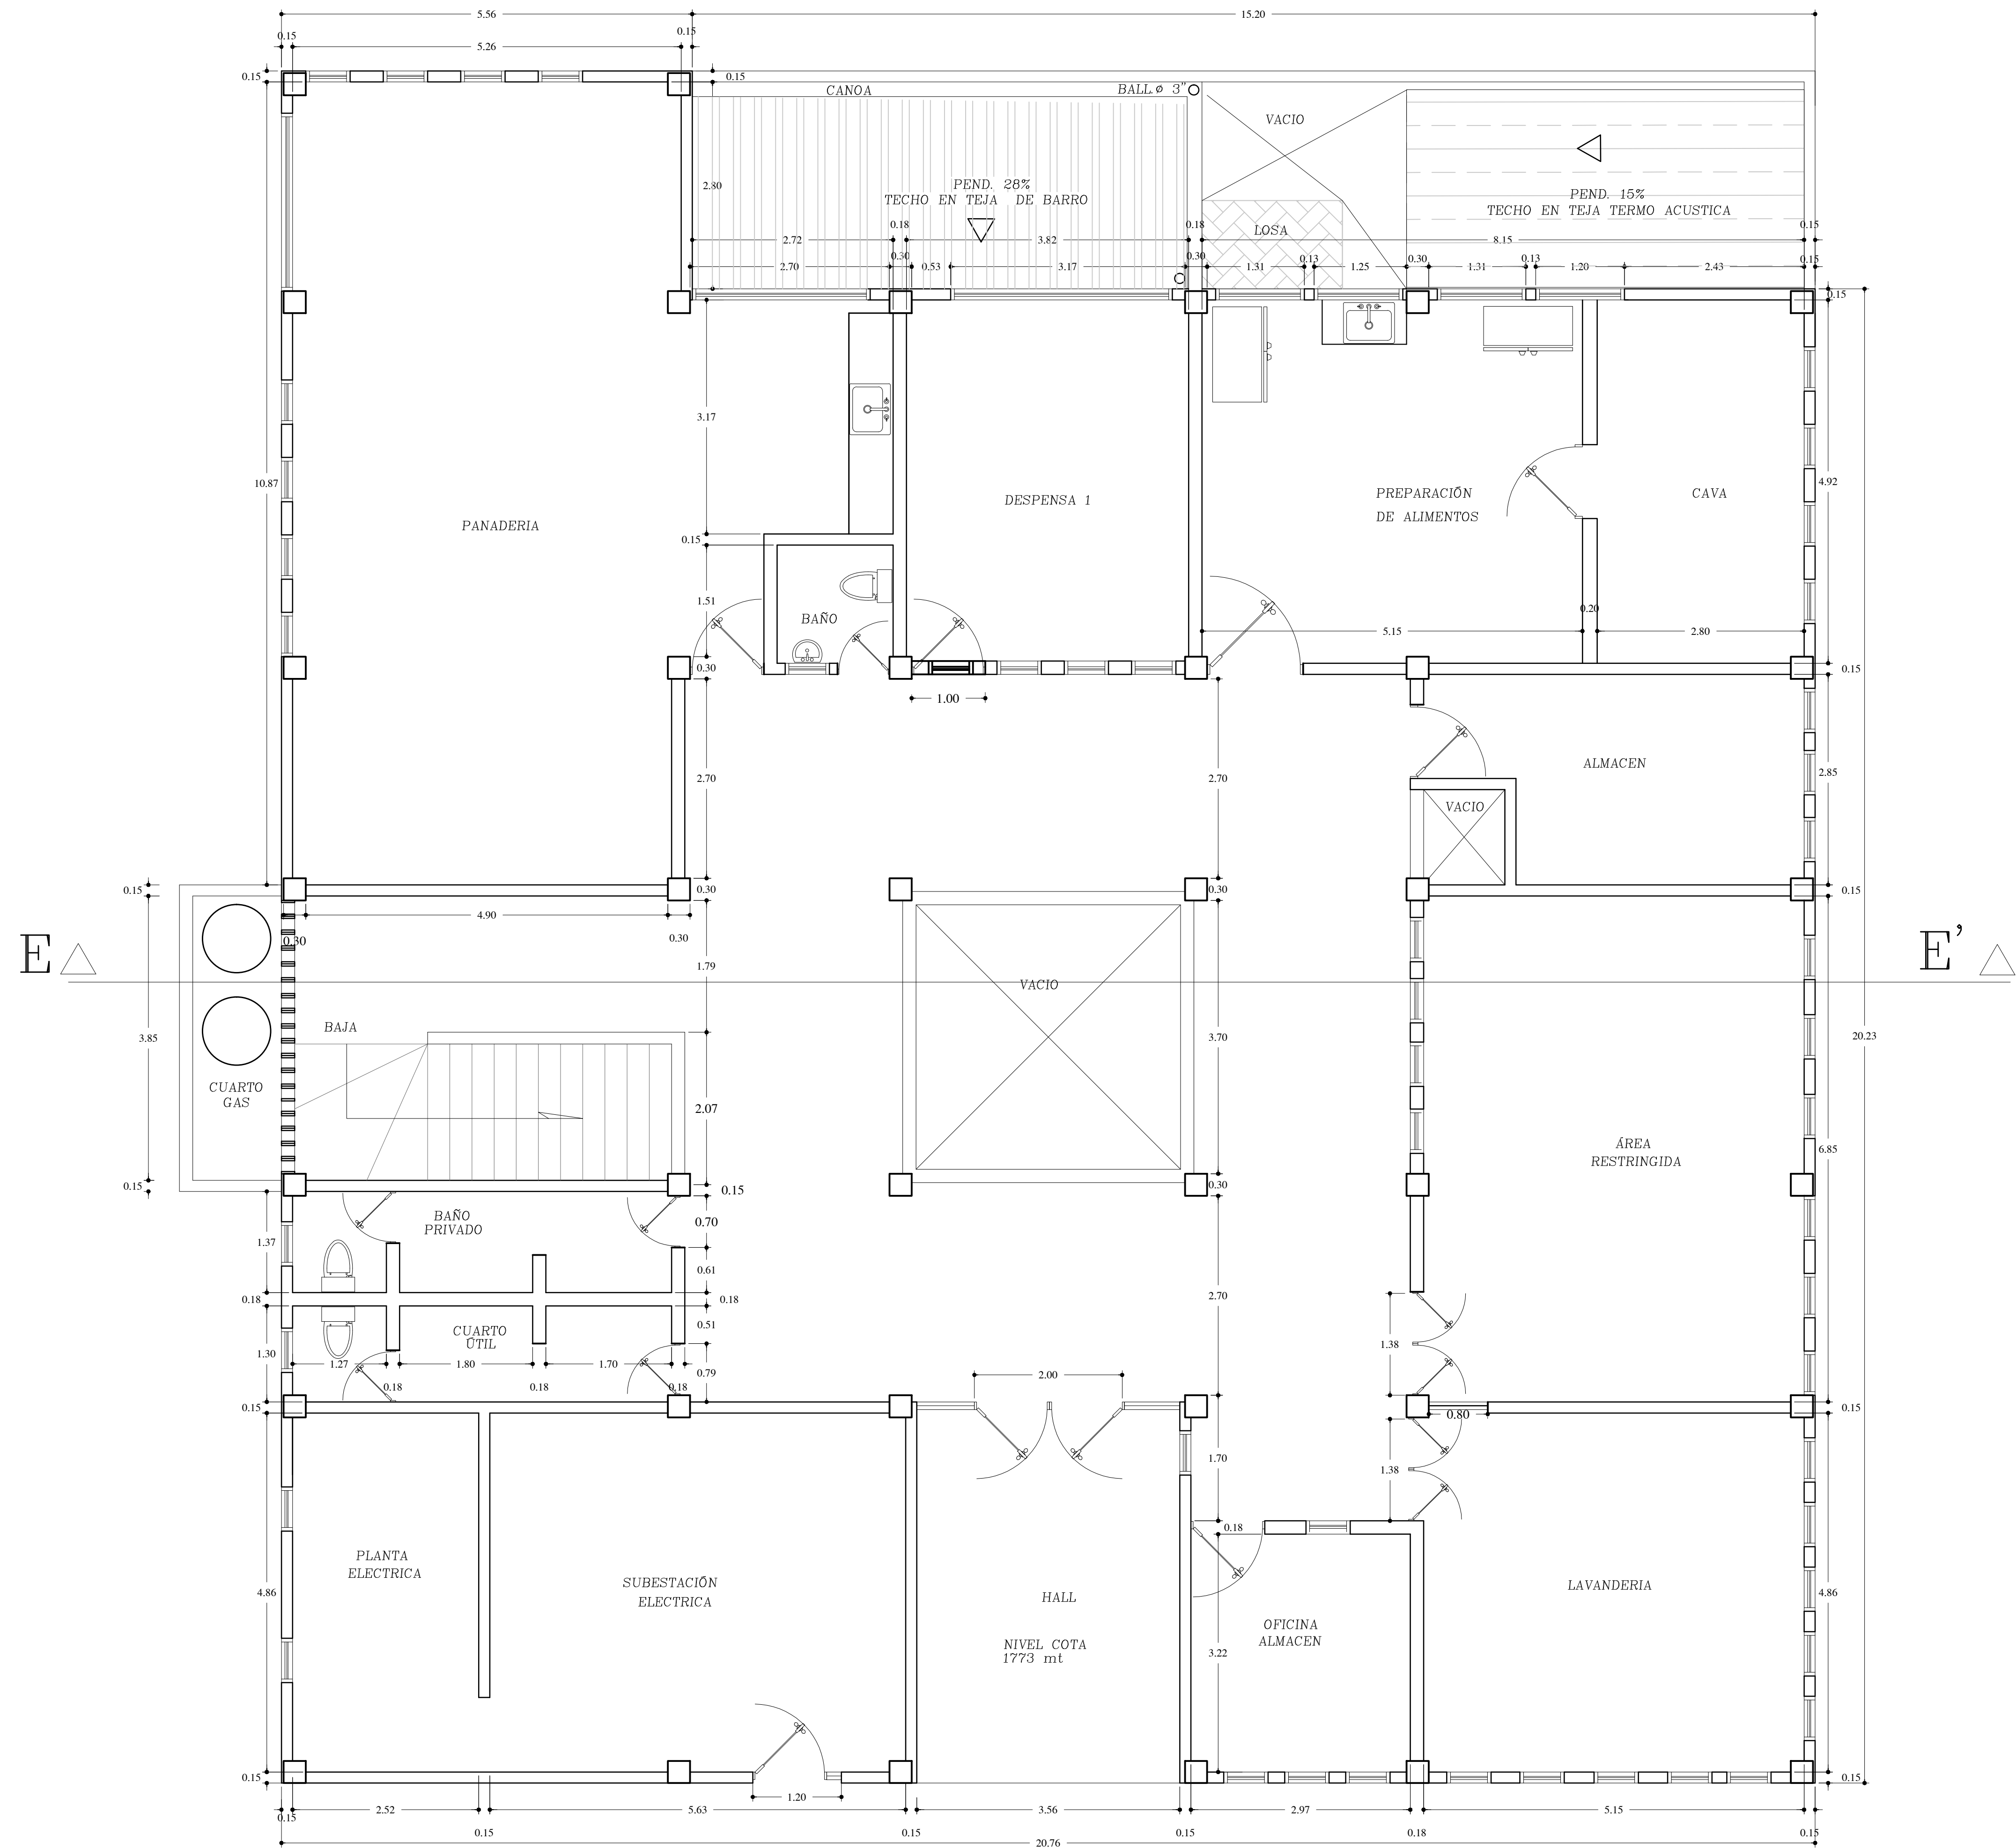 5.56
15.20
0.15
5.26
0.15
0.15
0.15
CANOA
BALL ø 3"
VACIO
2.80
PEND. 28%
TECHO EN TEJA DE BARRO
PEND. 15%
TECHO EN TEJA TERMO ACUSTICA
0.18
0.18
LOSA
0.15
2.72
3.82
8.15
0.30
0.30
0.13
0.30
0.13
0.15
2.70
0.53
3.17
1.31
1.25
1.31
1.20
2.43
0.15
3.17
10.87
4.92
PANADERIA
DESPENSA 1
PREPARACIÓN
DE ALIMENTOS
CAVA
0.15
1.51
BAÑO
0.20
5.15
2.80
0.30
0.15
1.00
2.70
2.70
ALMACEN
2.85
VACIO
0.15
0.30
0.30
0.15
4.90
0.30
0.30
E
E'
1.79
VACIO
BAJA
3.85
3.70
20.23
CUARTO
GAS
2.07
ÁREA
RESTRINGIDA
6.85
0.15
0.15
0.30
BAÑO
PRIVADO
0.70
1.37
0.61
0.18
0.18
2.70
CUARTO
ÚTIL
0.51
1.30
1.38
1.27
1.80
1.70
0.79
0.18
0.18
0.18
2.00
0.15
0.80
0.15
1.70
1.38
0.18
PLANTA
ELECTRICA
SUBESTACIÓN
ELECTRICA
HALL
LAVANDERIA
4.86
4.86
OFICINA
ALMACEN
NIVEL COTA
1773 mt
3.22
0.15
0.15
1.20
0.15
2.52
5.63
3.56
2.97
5.15
0.15
0.15
0.15
0.18
0.15
20.76